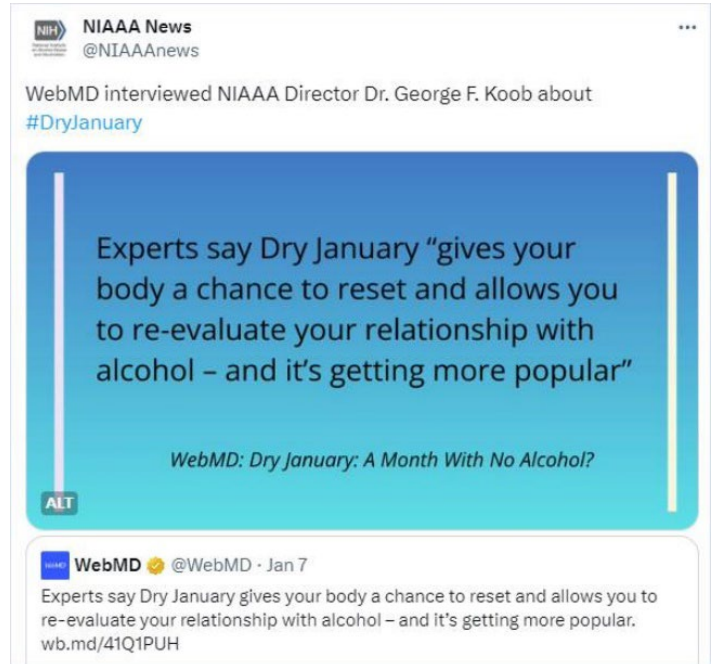 NIH
NIAAA News
@NIAAAnews
WebMD interviewed NIAAA Director Dr. George F. Koob about
#DryJanuary
Experts say Dry January “gives your
body a chance to reset and allows you
to re-evaluate your relationship with
alcohol – and it’s getting more popular”
WebMD: Dry January: A Month With No Alcohol?
ALT
WebMD @WebMD · Jan 7
Experts say Dry January gives your body a chance to reset and allows you to
re-evaluate your relationship with alcohol – and it’s getting more popular.
wb.md/41Q1PUH